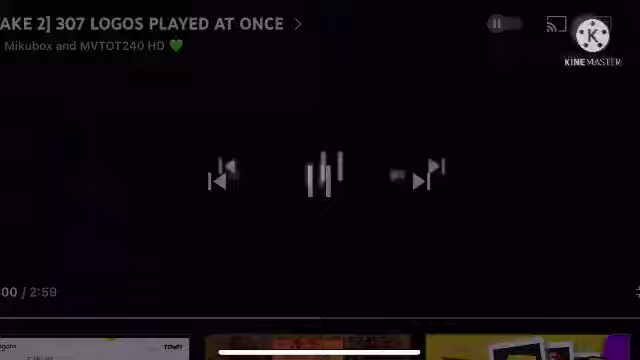 AKE 2] 307 LOGOS PLAYED AT ONCE
Mikubox and MVTOT240 HD 💚
K
KINEMASTER
00 / 2:59